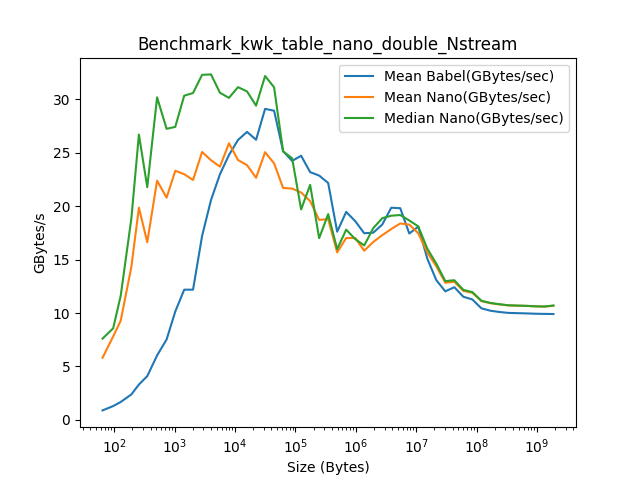 Benchmark_kwk_table_nano_double_Nstream
Mean Babel(GBytes/sec)
Mean Nano(GBytes/sec)
Median Nano(GBytes/sec)
GBytes/s
30
25
20
15
10
5
0
10² 10³ 10⁴ 10⁵ 10⁶ 10⁷ 10⁸ 10⁹
Size (Bytes)